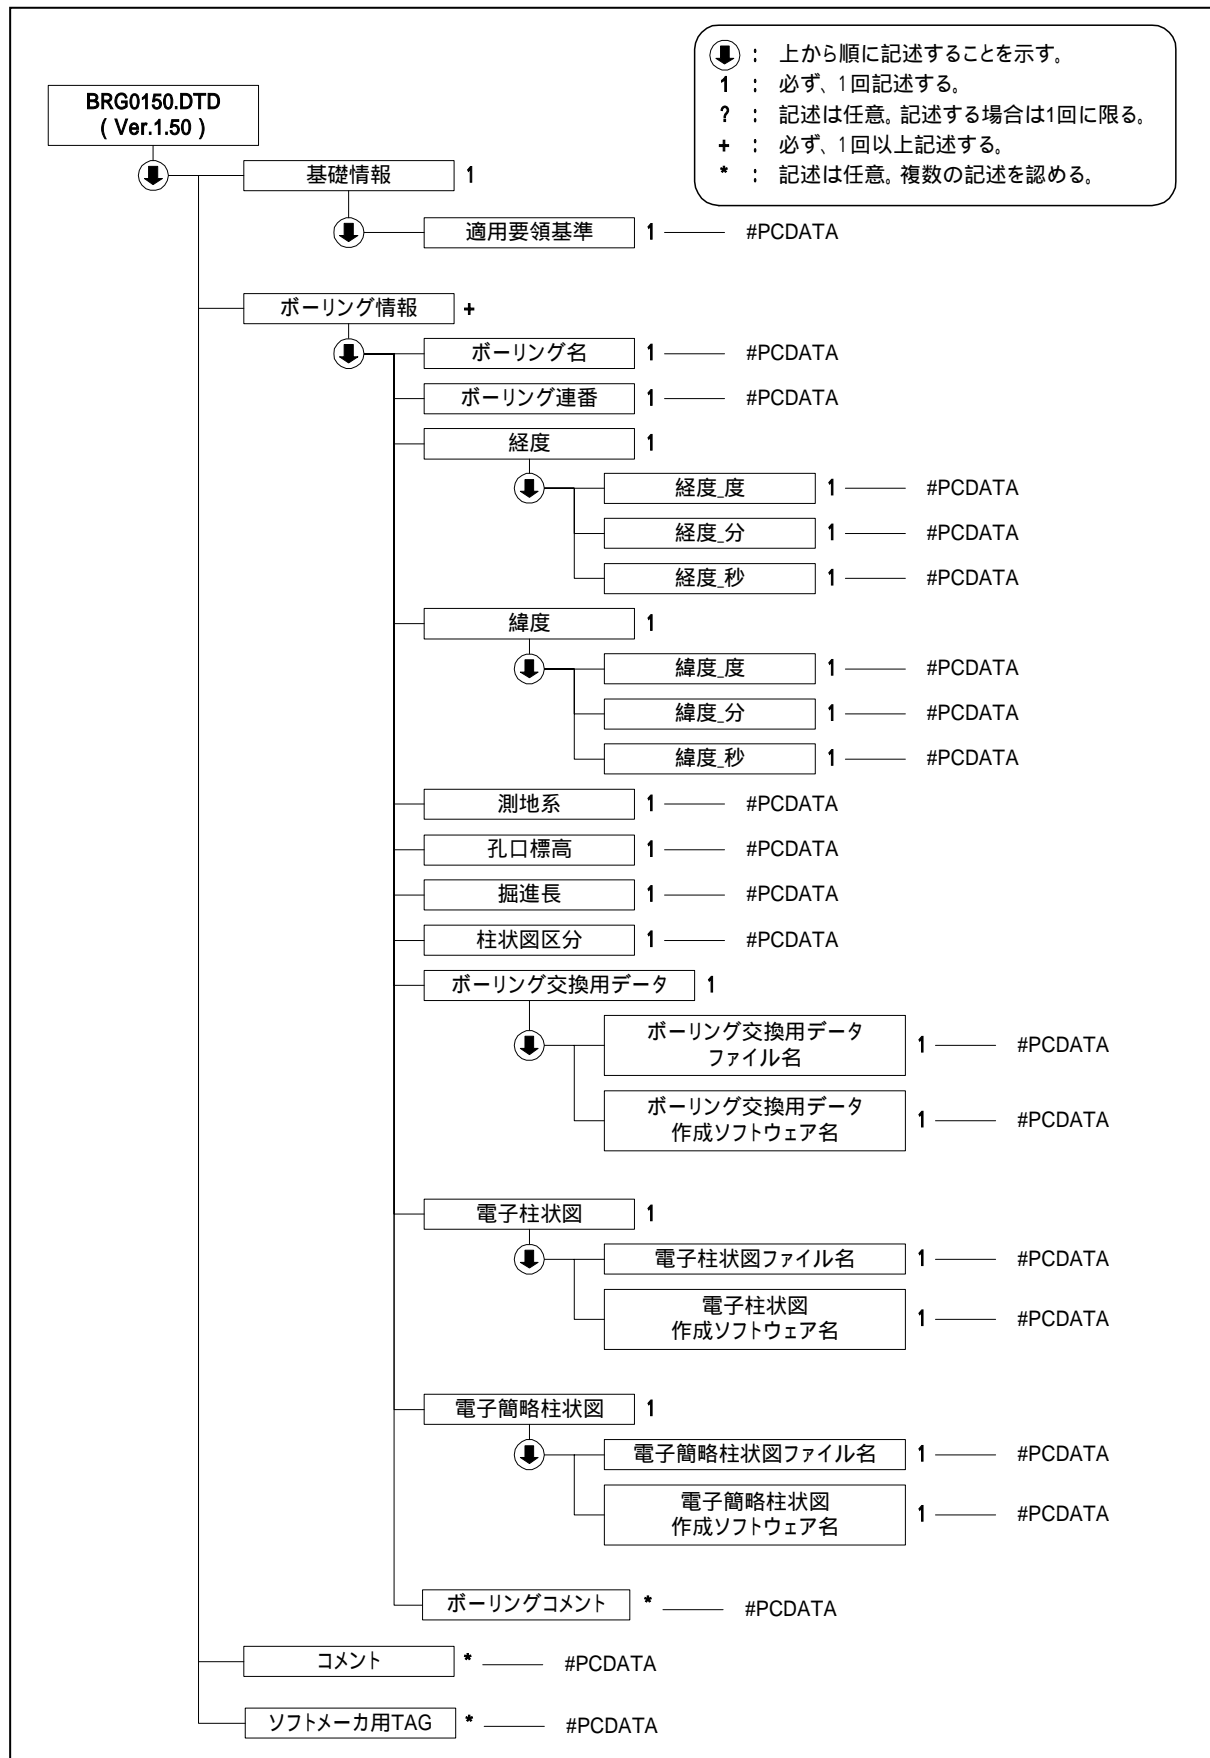 : 上から順に記述することを示す。
1 : 必ず、1回記述する。
? : 記述は任意。記述する場合は1回に限る。
+ : 必ず、1回以上記述する。
* : 記述は任意。複数の記述を認める。
BRG0150.DTD
( Ver.1.50 )
基礎情報 1
適用要領基準 1 #PCDATA
ボーリング情報 +
ボーリング名 1 #PCDATA
ボーリング連番 1 #PCDATA
経度 1
経度_度 1 #PCDATA
経度_分 1 #PCDATA
経度_秒 1 #PCDATA
緯度 1
緯度_度 1 #PCDATA
緯度_分 1 #PCDATA
緯度_秒 1 #PCDATA
測地系 1 #PCDATA
孔口標高 1 #PCDATA
掘進長 1 #PCDATA
柱状図区分 1 #PCDATA
ボーリング交換用データ 1
ボーリング交換用データ
ファイル名 1 #PCDATA
ボーリング交換用データ
作成ソフトウェア名 1 #PCDATA
電子柱状図 1
電子柱状図ファイル名 1 #PCDATA
電子柱状図
作成ソフトウェア名 1 #PCDATA
電子簡略柱状図 1
電子簡略柱状図ファイル名 1 #PCDATA
電子簡略柱状図
作成ソフトウェア名 1 #PCDATA
ボーリングコメント * #PCDATA
コメント * #PCDATA
ソフトメーカ用TAG * #PCDATA